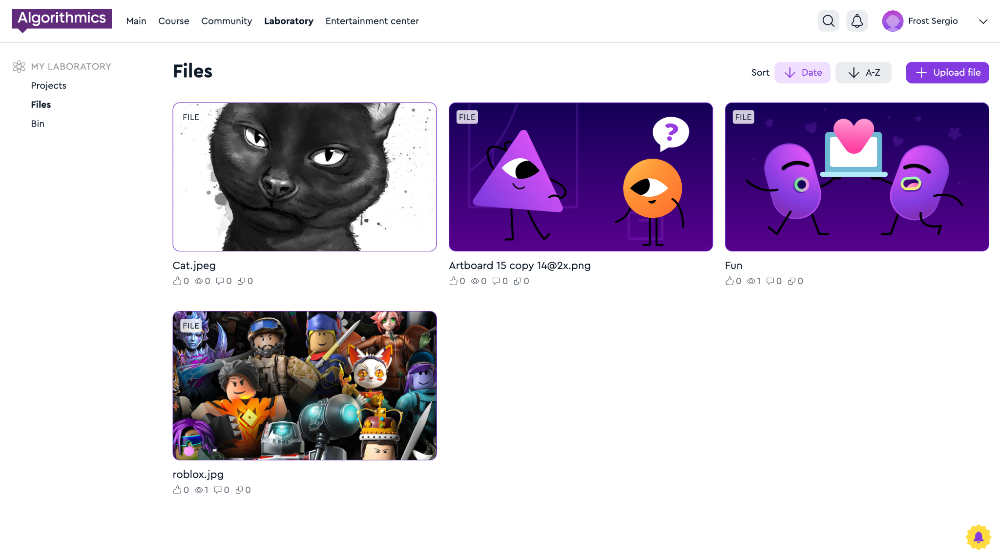 Algorithmics
Main Course Community Laboratory Entertainment center
Frost Sergio
MY LABORATORY
Projects
Files
Bin
Files
Sort Date A-Z Upload file
FILE
Cat.jpeg
0 0 0 0
FILE
?
Artboard 15 copy 14@2x.png
0 0 0 0
FILE
Fun
0 1 0 0
FILE
roblox.jpg
0 1 0 0